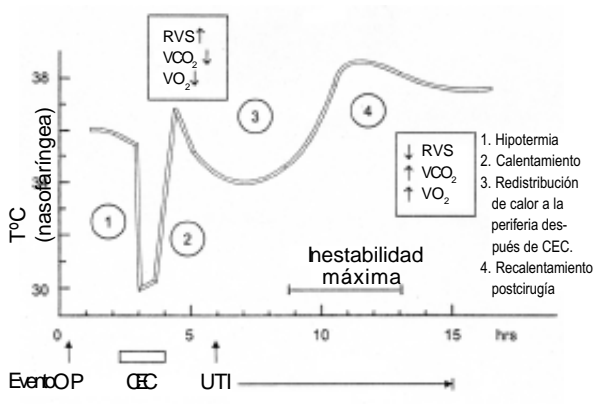 RVS↑
VCO2↓
VO2↓
38
3
4
↓ RVS
↑ VCO2
↑ VO2
1. Hipotermia
2. Calentamiento
3. Redistribución
de calor a la
periferia des-
pués de CEC.
4. Recalentamiento
postcirugía
TºC
(nasofaríngea)
1
2
Inestabilidad
máxima
30
0
5
10
15
hrs
Evento OP
CEC
UTI